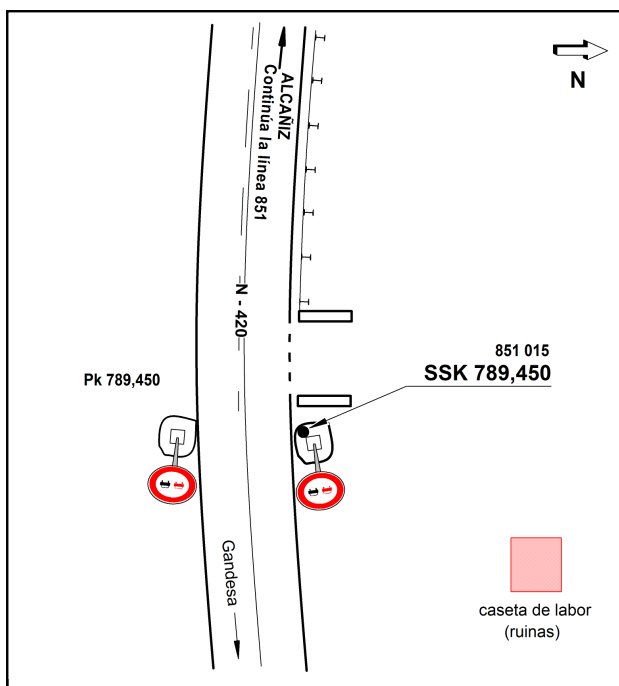 N
ALCAÑIZ
Continúa la línea 851
N - 420
851 015
SSK 789,450
Pk 789,450
Gandesa
caseta de labor
(ruinas)